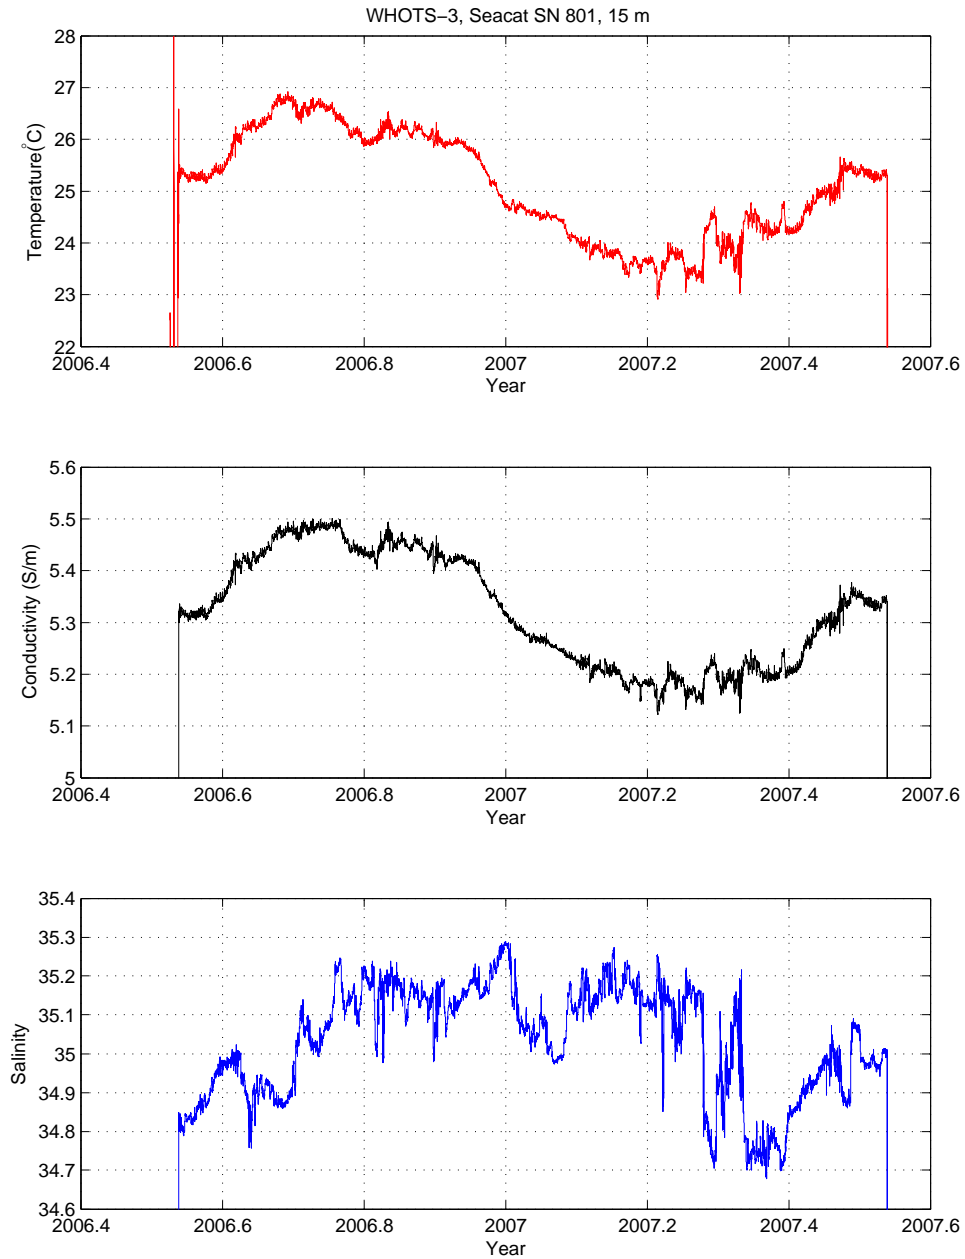 WHOTS−3, Seacat SN 801, 15 m
28
27
26
25
24
23
22
Temperature(°C)
2006.4 2006.6 2006.8 2007 2007.2 2007.4 2007.6
Year
5.6
5.5
5.4
5.3
5.2
5.1
5
Conductivity (S/m)
2006.4 2006.6 2006.8 2007 2007.2 2007.4 2007.6
Year
35.4
35.3
35.2
35.1
35
34.9
34.8
34.7
34.6
Salinity
2006.4 2006.6 2006.8 2007 2007.2 2007.4 2007.6
Year